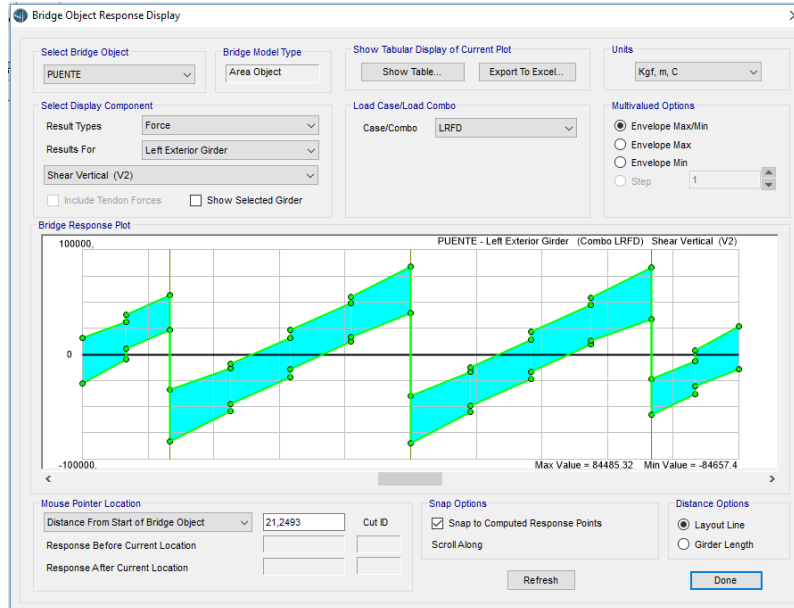 Bridge Object Response Display
Select Bridge Object
PUENTE
Bridge Model Type
Area Object
Show Tabular Display of Current Plot
Show Table...
Export To Excel...
Units
Kgf, m, C
Select Display Component
Result Types
Force
Results For
Left Exterior Girder
Shear Vertical (V2)
Include Tendon Forces
Show Selected Girder
Load Case/Load Combo
Case/Combo
LRFD
Multivalued Options
Envelope Max/Min
Envelope Max
Envelope Min
Step
1
Bridge Response Plot
100000,
PUENTE - Left Exterior Girder (Combo LRFD) Shear Vertical (V2)
0
-100000,
Max Value = 84485.32 Min Value = -84657.4
Mouse Pointer Location
Distance From Start of Bridge Object
21,2493
Cut ID
Response Before Current Location
Response After Current Location
Snap Options
Snap to Computed Response Points
Scroll Along
Distance Options
Layout Line
Girder Length
Refresh
Done